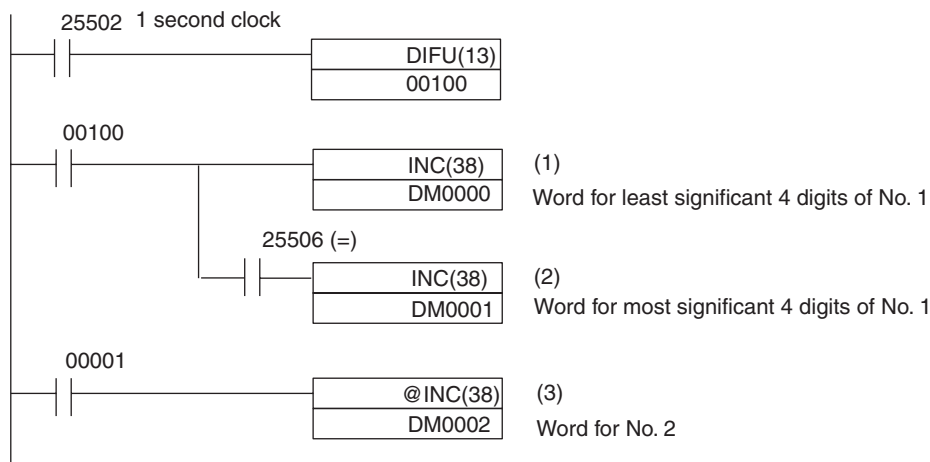 25502 1 second clock
DIFU(13)
00100
00100
INC(38) (1)
DM0000 Word for least significant 4 digits of No. 1
25506 (=)
INC(38) (2)
DM0001 Word for most significant 4 digits of No. 1
00001
@INC(38) (3)
DM0002 Word for No. 2